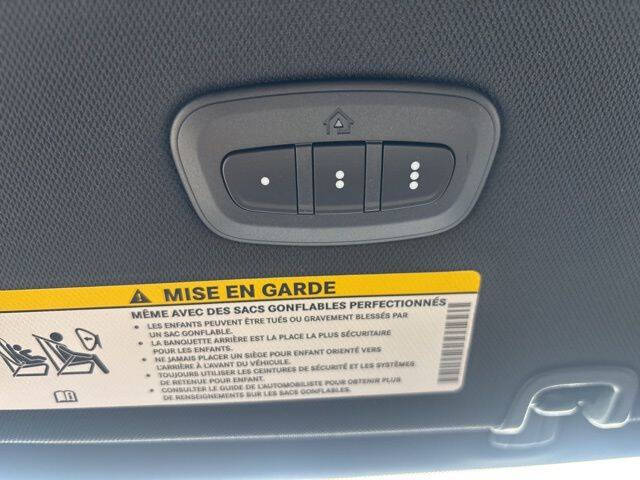 MISE EN GARDE
MÊME AVEC DES SACS GONFLABLES PERFECTIONNÉS
• LES ENFANTS PEUVENT ÊTRE TUÉS OU GRAVEMENT BLESSÉS PAR
UN SAC GONFLABLE.
• LA BANQUETTE ARRIÈRE EST LA PLACE LA PLUS SÉCURITAIRE
POUR LES ENFANTS.
• NE JAMAIS PLACER UN SIÈGE POUR ENFANT ORIENTÉ VERS
L'ARRIÈRE À L'AVANT DU VÉHICULE.
• TOUJOURS UTILISER LES CEINTURES DE SÉCURITÉ ET LES SYSTÈMES
DE RETENUE POUR ENFANT.
• CONSULTER LE GUIDE DE L'AUTOMOBILISTE POUR OBTENIR PLUS
DE RENSEIGNEMENTS SUR LES SACS GONFLABLES.